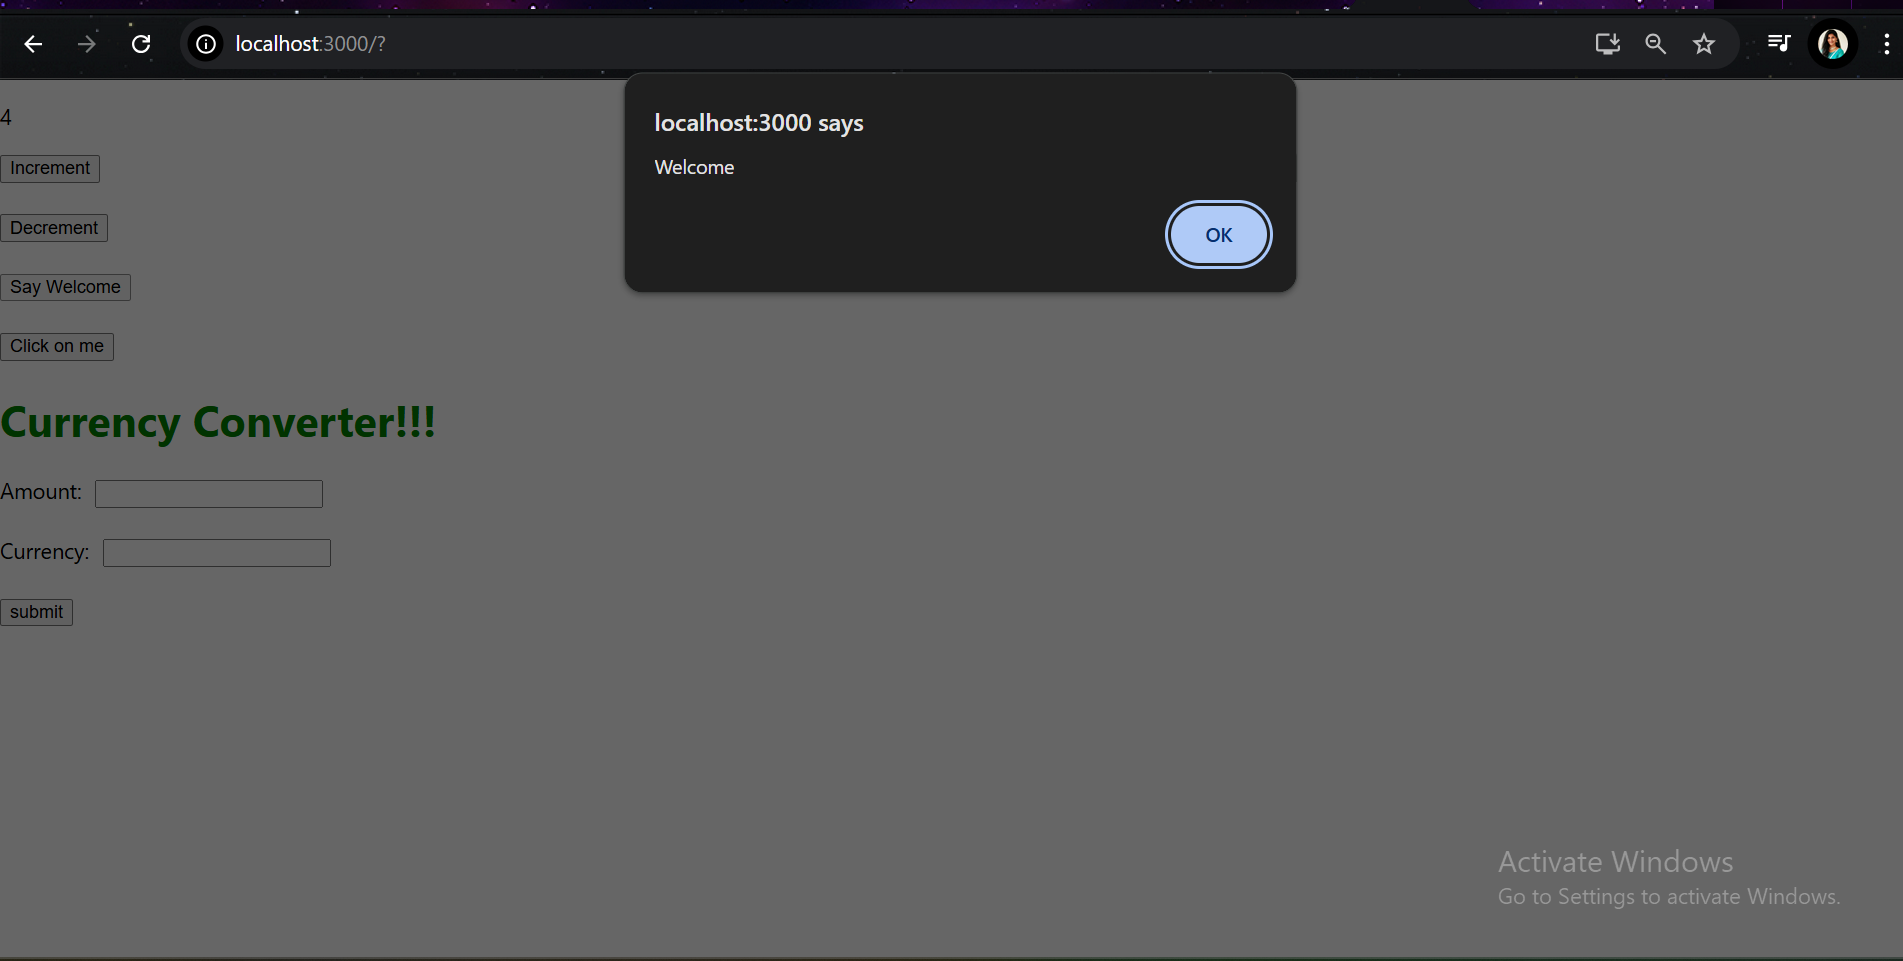 localhost:3000/?
localhost:3000 says
Welcome
OK
4
Increment
Decrement
Say Welcome
Click on me
Currency Converter!!!
Amount:
Currency:
submit
Activate Windows
Go to Settings to activate Windows.